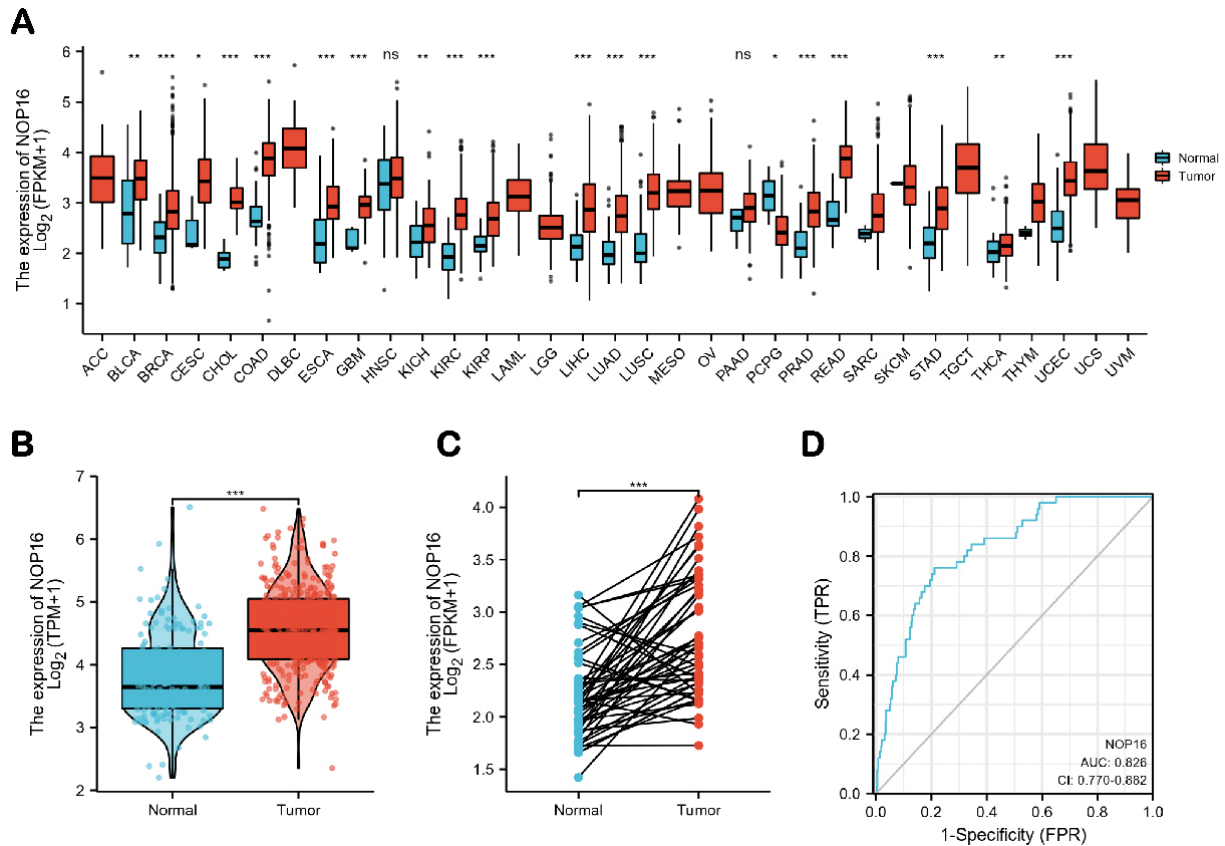 A
The expression of NOP16
Log2 (FPKM+1)
6
5
4
3
2
1
** *** * *** *** *** *** ns ** *** *** *** *** *** ns * *** *** *** ** ***
Normal
Tumor
ACC BLCA BRCA CESC CHOL COAD DLBC ESCA GBM HNSC KICH KIRC KIRP LAML LGG LIHC LUAD LUSC MESO OV PAAD PCPG PRAD READ SARC SKCM STAD TGCT THCA THYM UCEC UCS UVM
B
The expression of NOP16
Log2 (TPM+1)
7
6
5
4
3
2
***
Normal Tumor
C
The expression of NOP16
Log2 (FPKM+1)
4.0
3.5
3.0
2.5
2.0
1.5
***
Normal Tumor
D
Sensitivity (TPR)
1.0
0.8
0.6
0.4
0.2
0.0
NOP16
AUC: 0.826
CI: 0.770-0.882
0.0 0.2 0.4 0.6 0.8 1.0
1-Specificity (FPR)